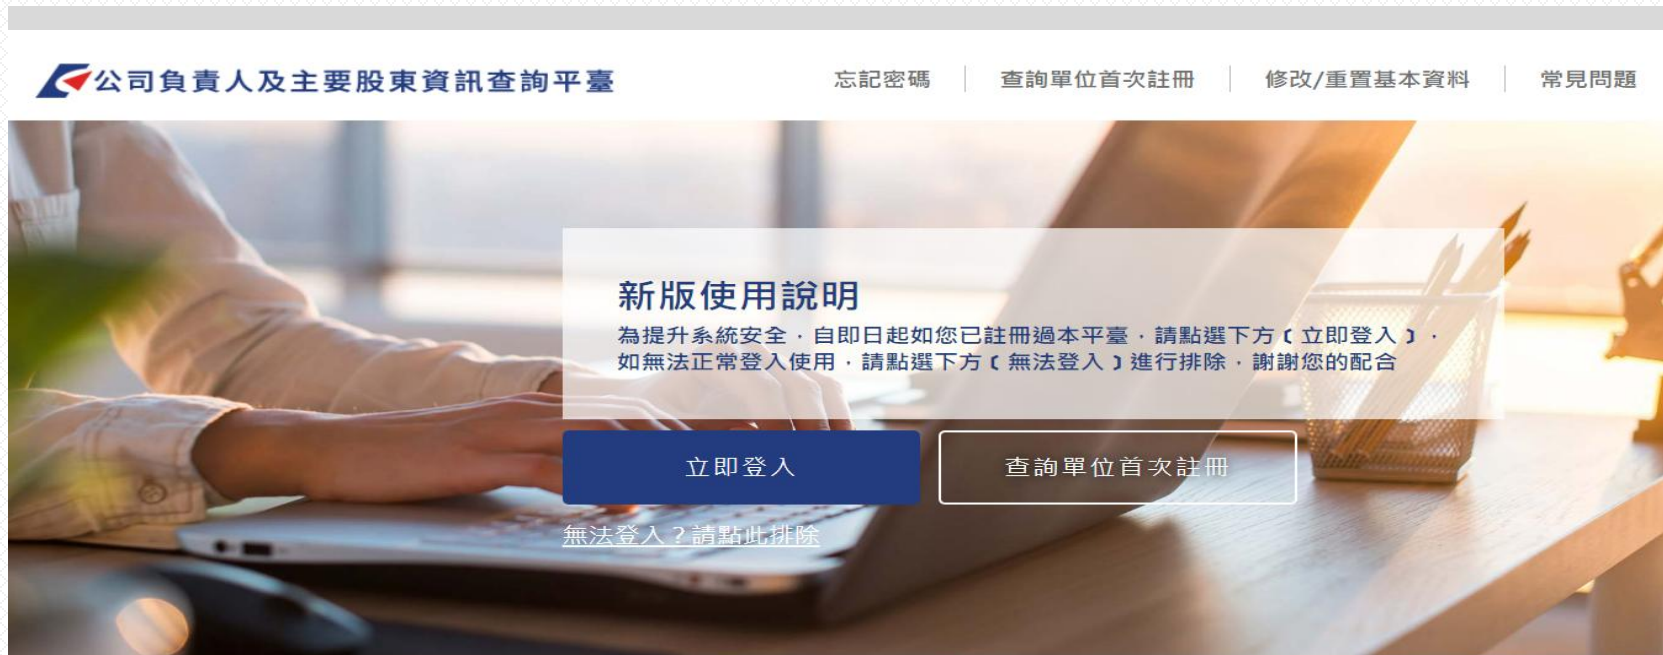 公司負責人及主要股東資訊查詢平臺
忘記密碼
查詢單位首次註冊
修改/重置基本資料
常見問題
新版使用說明
為提升系統安全，自即日起如您已註冊過本平臺，請點選下方【立即登入】，
如無法正常登入使用，請點選下方【無法登入】進行排除，謝謝您的配合
立即登入
查詢單位首次註冊
無法登入？請點此排除